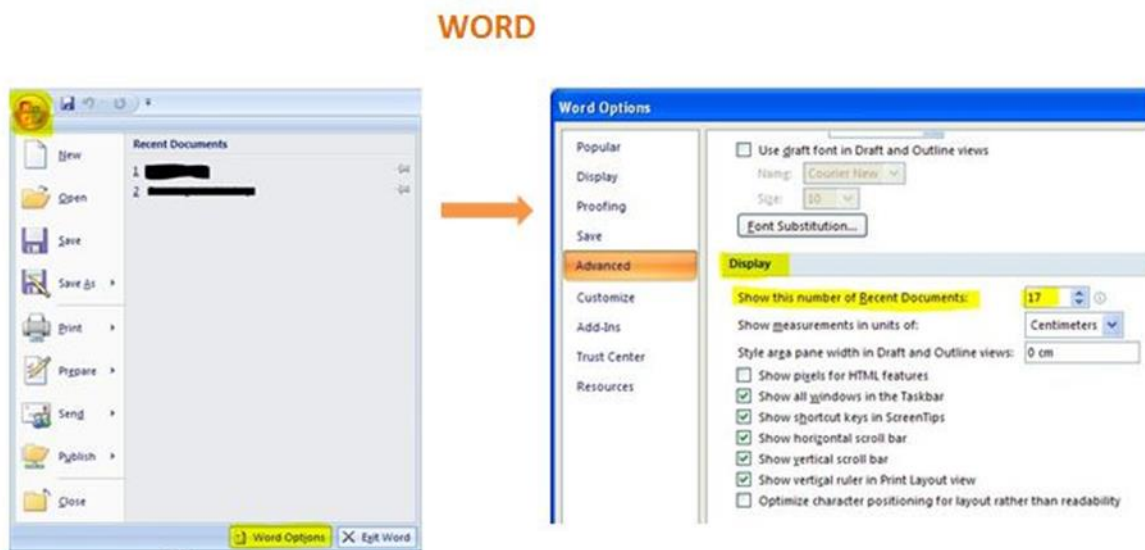 WORD
Recent Documents
1
2
New
Open
Save
Save As
Print
Prepare
Send
Publish
Close
Word Options
Exit Word
Word Options
Popular
Display
Proofing
Save
Advanced
Customize
Add-Ins
Trust Center
Resources
Use draft font in Draft and Outline views
Name: Courier New
Size: 10
Font Substitution...
Display
Show this number of Recent Documents: 17
Show measurements in units of: Centimeters
Style area pane width in Draft and Outline views: 0 cm
Show pixels for HTML features
Show all windows in the Taskbar
Show shortcut keys in ScreenTips
Show horizontal scroll bar
Show vertical scroll bar
Show vertical ruler in Print Layout view
Optimize character positioning for layout rather than readability